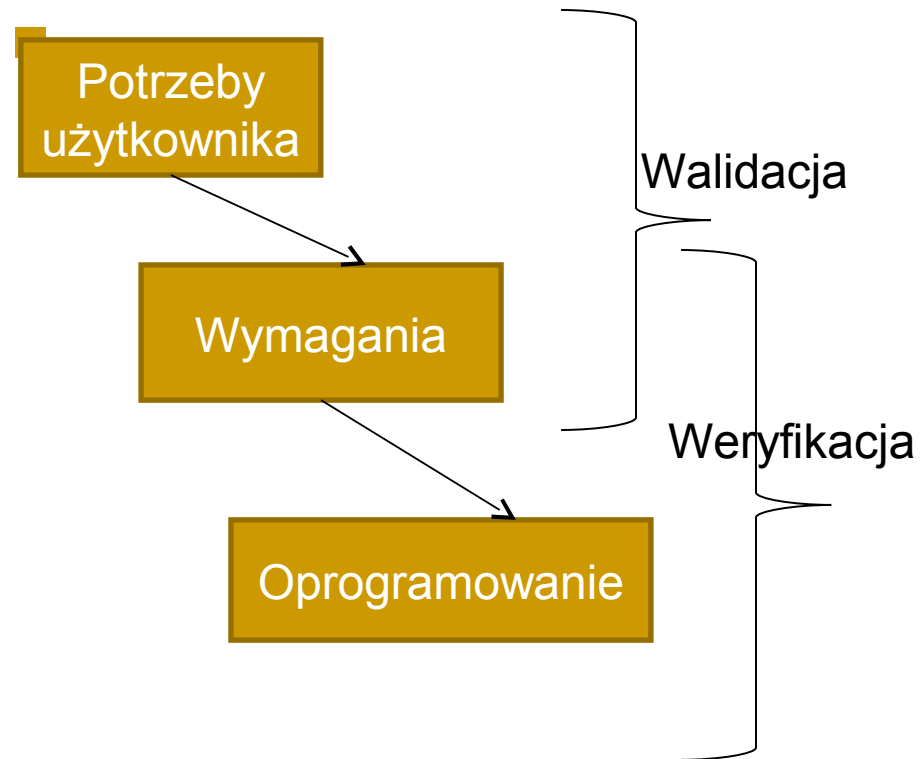 Potrzeby
użytkownika
Walidacja
Wymagania
Weryfikacja
Oprogramowanie